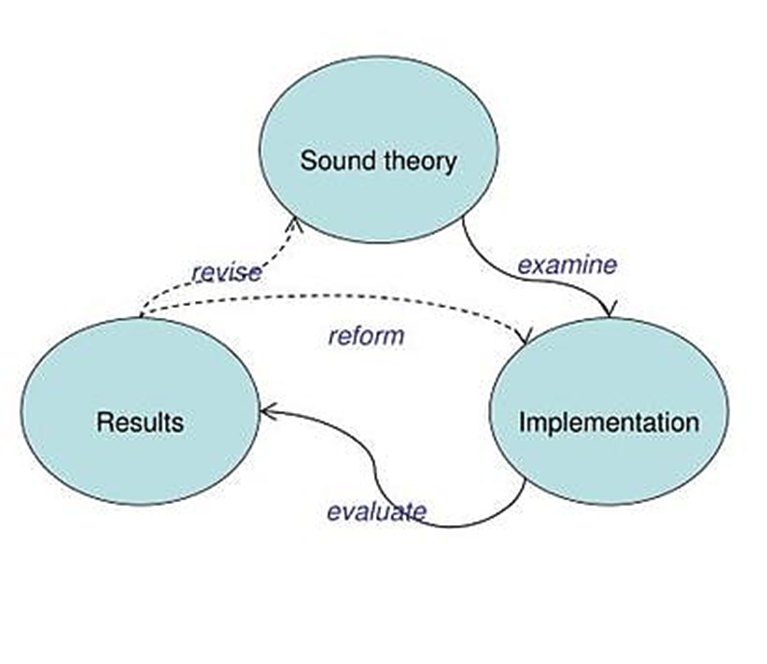 Sound theory
examine
revise
reform
Results
Implementation
evaluate